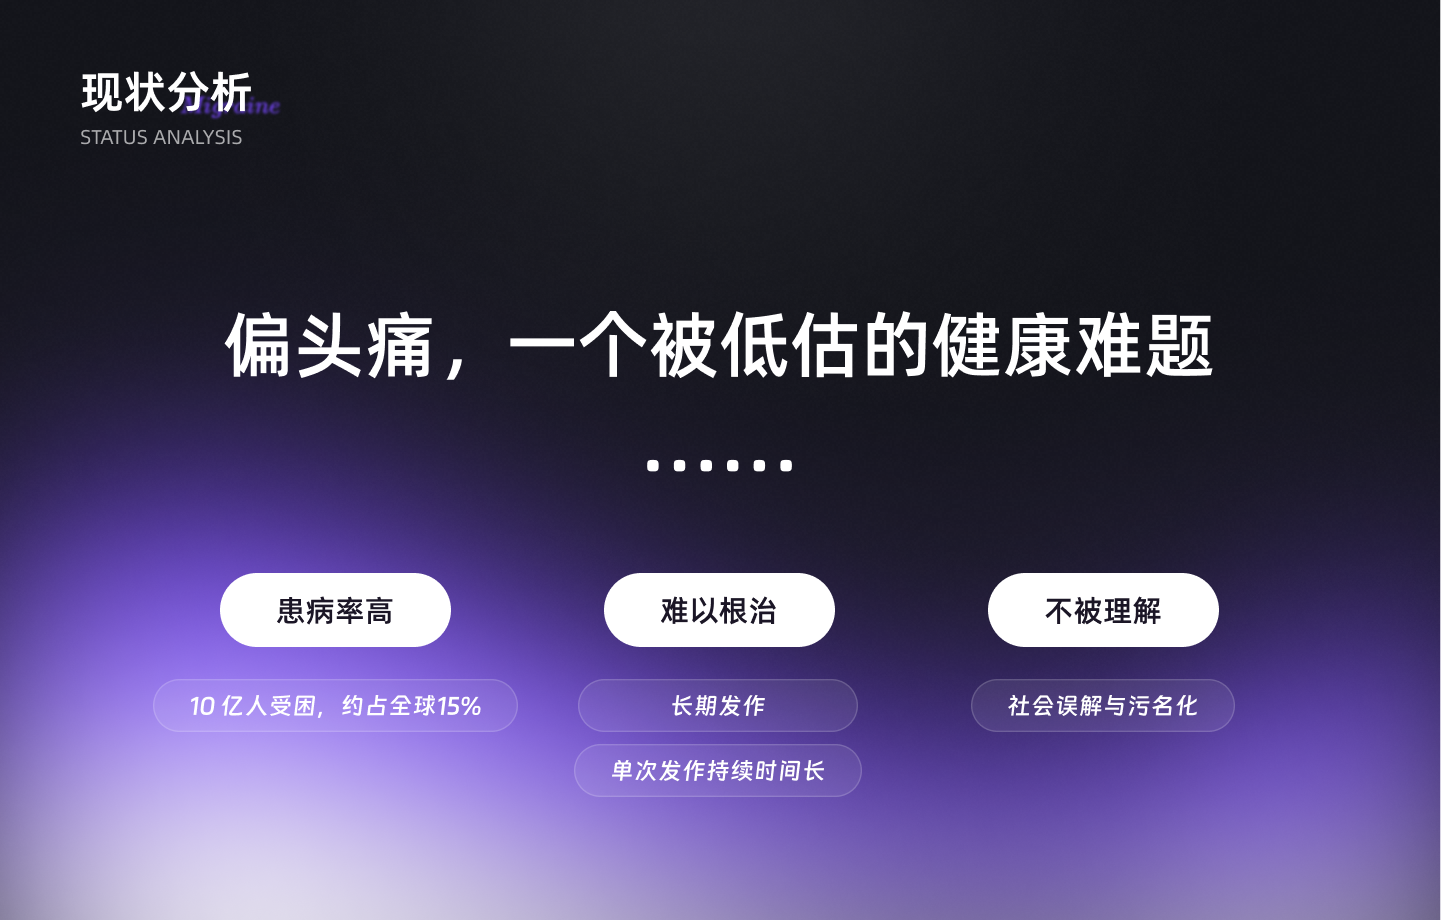 现状分析
Migraine
STATUS ANALYSIS
偏头痛，一个被低估的健康难题
······
患病率高
难以根治
不被理解
10 亿人受困，约占全球15%
长期发作
社会误解与污名化
单次发作持续时间长